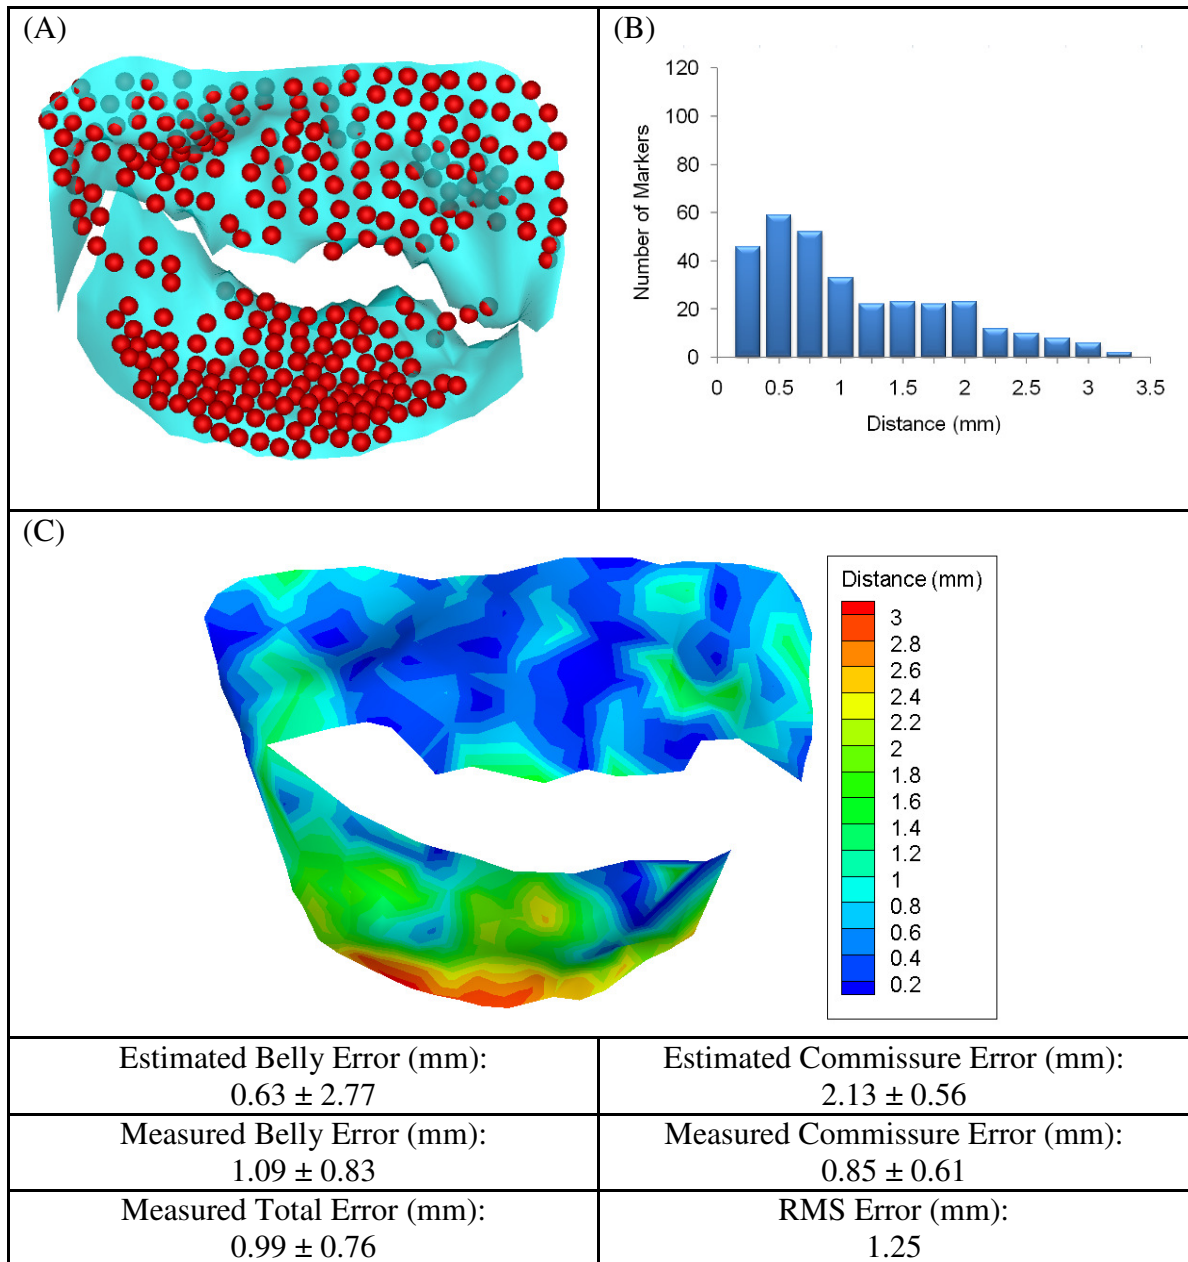 (A)
(B)
120
100
80
60
40
20
0
Number of Markers
0 0.5 1 1.5 2 2.5 3 3.5
Distance (mm)
(C)
Distance (mm)
3
2.8
2.6
2.4
2.2
2
1.8
1.6
1.4
1.2
1
0.8
0.6
0.4
0.2
Estimated Belly Error (mm):
0.63 ± 2.77
Estimated Commissure Error (mm):
2.13 ± 0.56
Measured Belly Error (mm):
1.09 ± 0.83
Measured Commissure Error (mm):
0.85 ± 0.61
Measured Total Error (mm):
0.99 ± 0.76
RMS Error (mm):
1.25